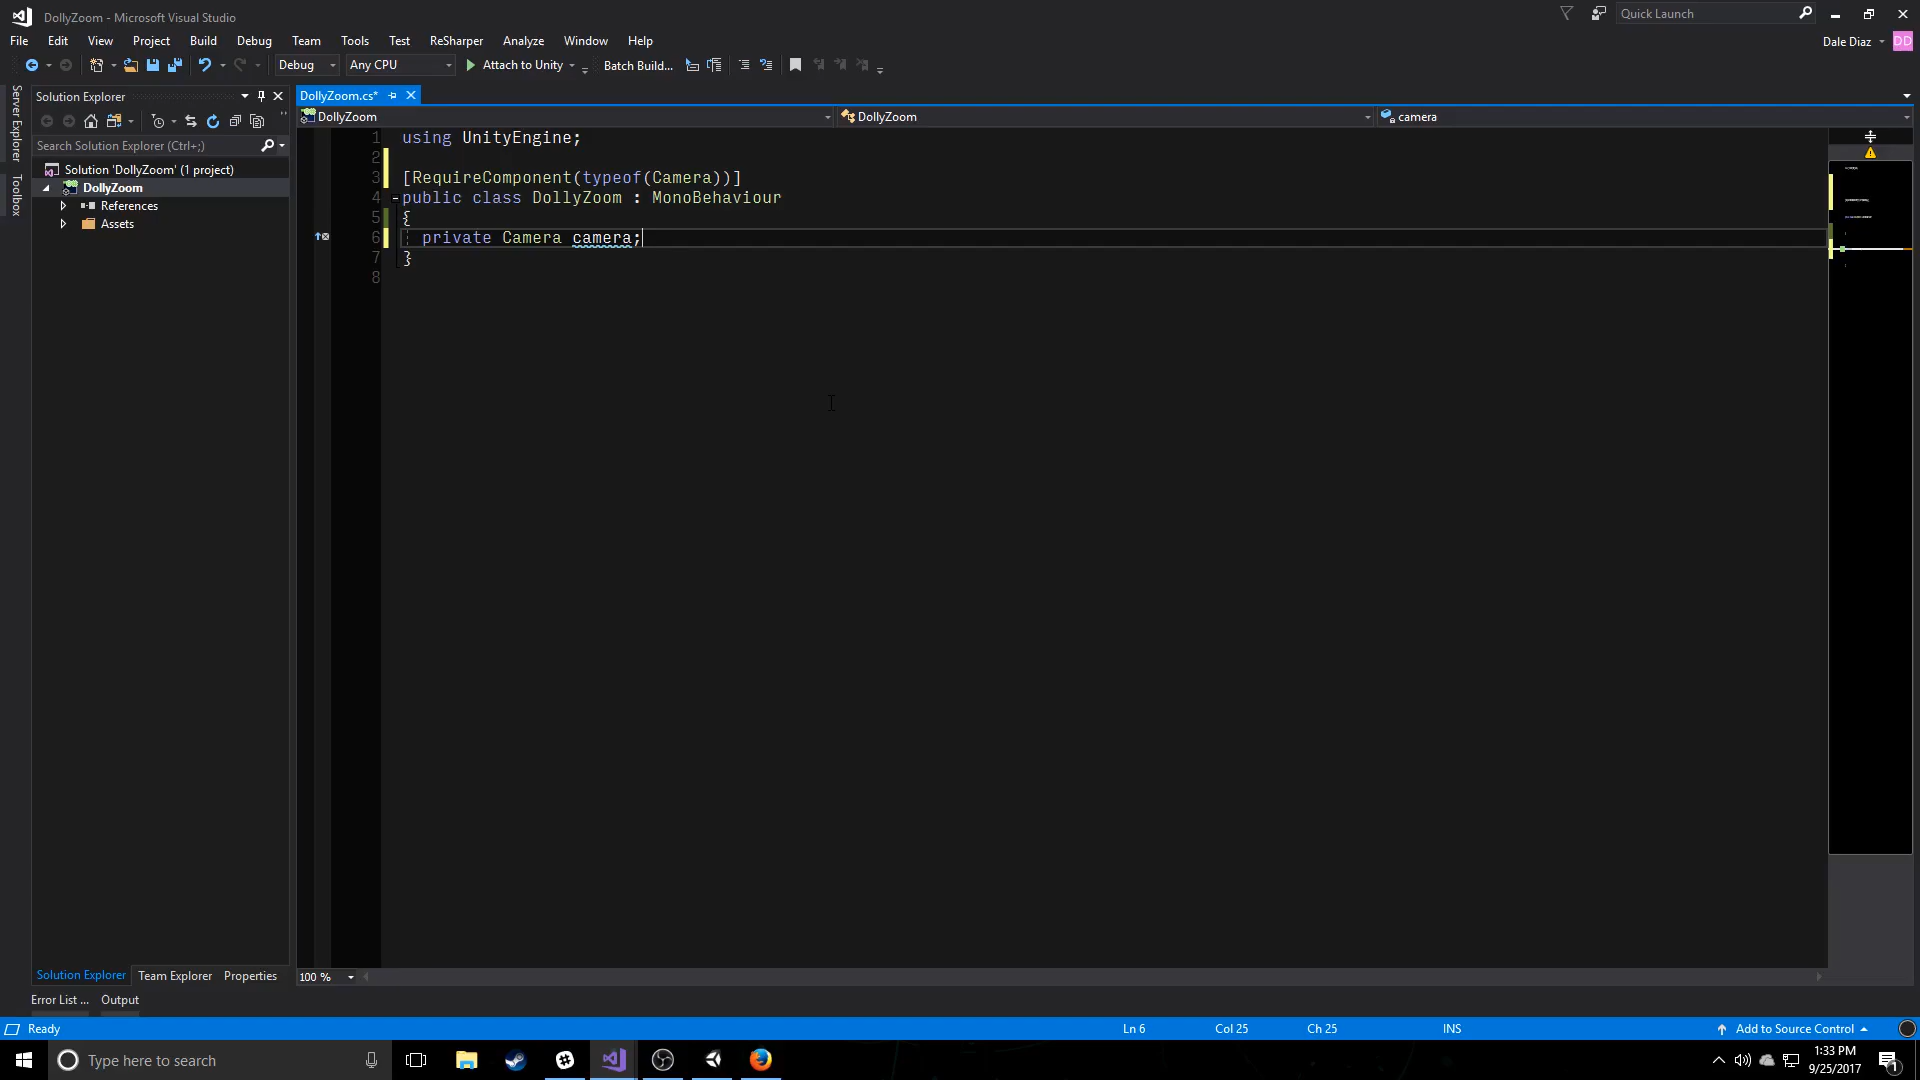 DollyZoom - Microsoft Visual Studio
Quick Launch
File Edit View Project Build Debug Team Tools Test ReSharper Analyze Window Help
Dale Diaz DD
Debug Any CPU Attach to Unity Batch Build...
Server Explorer
Toolbox
Solution Explorer
Search Solution Explorer (Ctrl+;)
Solution 'DollyZoom' (1 project)
DollyZoom
References
Assets
DollyZoom.cs*
DollyZoom DollyZoom camera
1 using UnityEngine;
2
3 [RequireComponent(typeof(Camera))]
4 public class DollyZoom : MonoBehaviour
5 {
6 private Camera camera;
7 }
8
100 %
Solution Explorer Team Explorer Properties
Error List ... Output
Ready Ln 6 Col 25 Ch 25 INS Add to Source Control
Type here to search
1:33 PM
9/25/2017
1